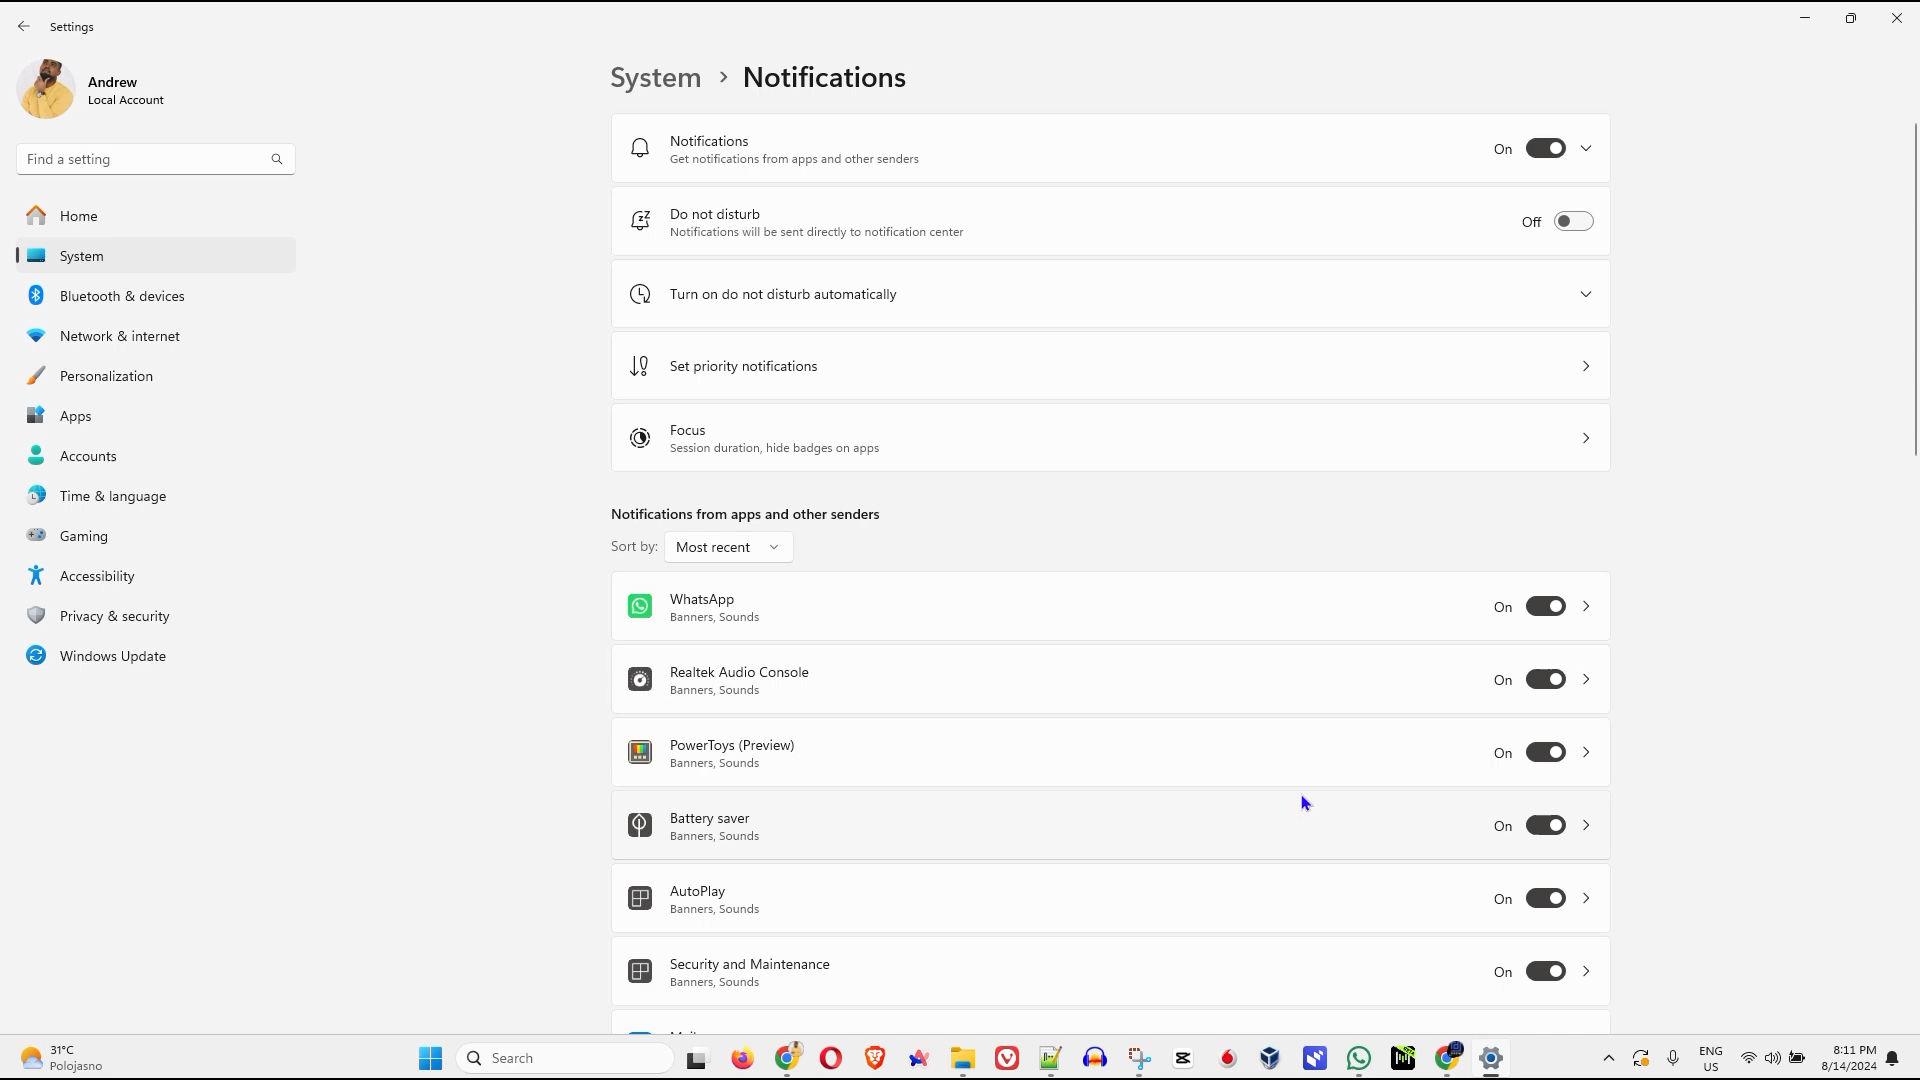 Settings
Andrew
Local Account
Find a setting
Home
System
Bluetooth & devices
Network & internet
Personalization
Apps
Accounts
Time & language
Gaming
Accessibility
Privacy & security
Windows Update
System > Notifications
Notifications
Get notifications from apps and other senders
On
Do not disturb
Notifications will be sent directly to notification center
Off
Turn on do not disturb automatically
Set priority notifications
Focus
Session duration, hide badges on apps
Notifications from apps and other senders
Sort by: Most recent
WhatsApp
Banners, Sounds
On
Realtek Audio Console
Banners, Sounds
On
PowerToys (Preview)
Banners, Sounds
On
Battery saver
Banners, Sounds
On
AutoPlay
Banners, Sounds
On
Security and Maintenance
Banners, Sounds
On
31°C
Polojasno
Search
ENG
US
8:11 PM
8/14/2024